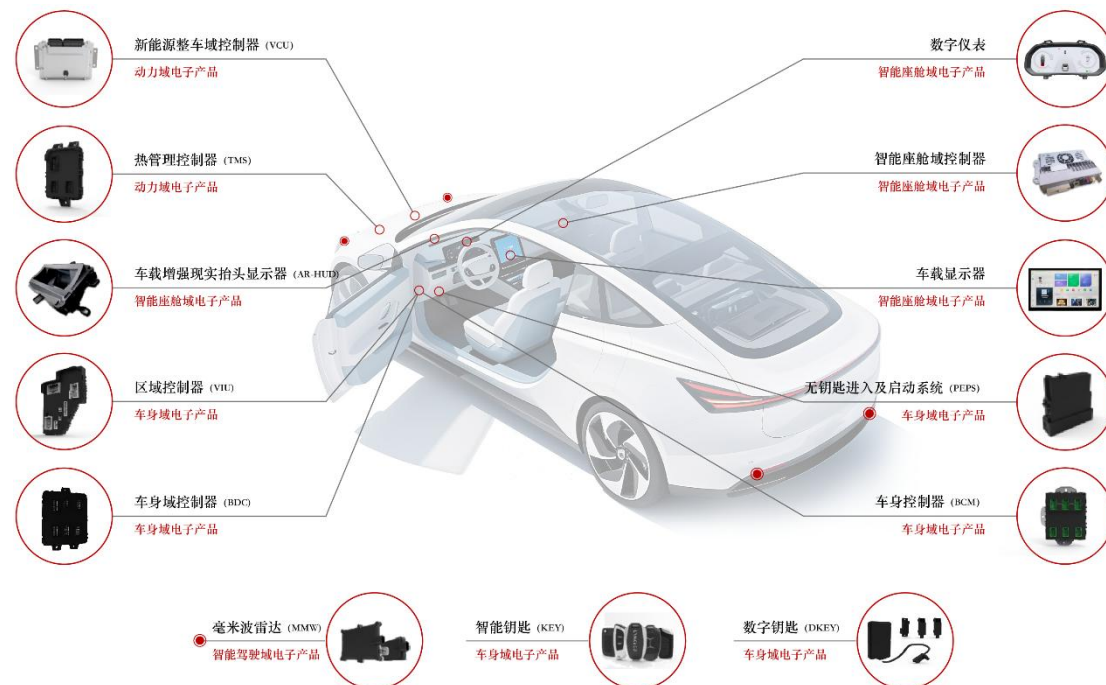 新能源整车域控制器 (VCU)
动力域电子产品
数字仪表
智能座舱域电子产品
热管理控制器 (TMS)
动力域电子产品
智能座舱域控制器
智能座舱域电子产品
车载增强现实抬头显示器 (AR-HUD)
智能座舱域电子产品
车载显示器
智能座舱域电子产品
区域控制器 (VIU)
车身域电子产品
无钥匙进入及启动系统 (PEPS)
车身域电子产品
车身域控制器 (BDC)
车身域电子产品
车身控制器 (BCM)
车身域电子产品
毫米波雷达 (MMW)
智能驾驶域电子产品
智能钥匙 (KEY)
车身域电子产品
数字钥匙 (DKEY)
车身域电子产品